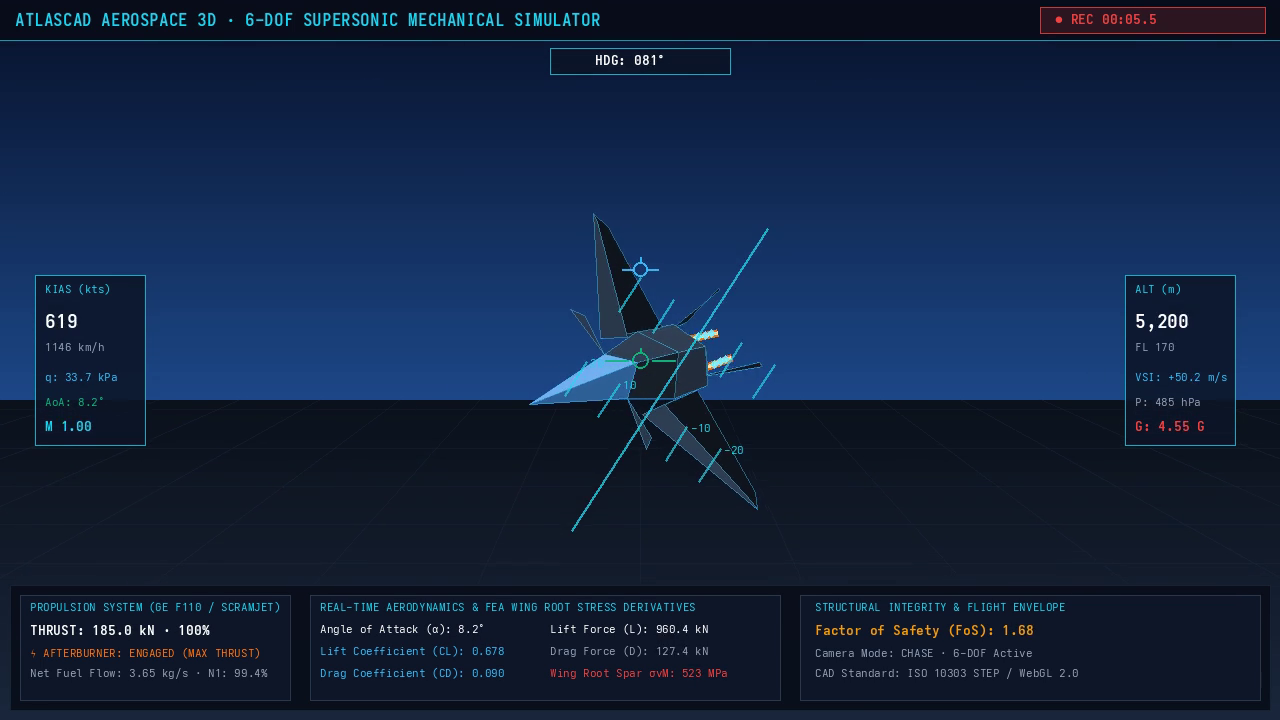 ATLASCAD AEROSPACE 3D · 6-DOF SUPERSONIC MECHANICAL SIMULATOR
● REC 00:05.5
HDG: 081°
KIAS (kts)
619
1146 km/h
q: 33.7 kPa
AoA: 8.2°
M 1.00
10
-10
-20
ALT (m)
5,200
FL 170
VSI: +50.2 m/s
P: 485 hPa
G: 4.55 G
PROPULSION SYSTEM (GE F110 / SCRAMJET)
THRUST: 185.0 kN · 100%
ϟ AFTERBURNER: ENGAGED (MAX THRUST)
Net Fuel Flow: 3.65 kg/s · N1: 99.4%
REAL-TIME AERODYNAMICS & FEA WING ROOT STRESS DERIVATIVES
Angle of Attack (α): 8.2° Lift Force (L): 960.4 kN
Lift Coefficient (CL): 0.678 Drag Force (D): 127.4 kN
Drag Coefficient (CD): 0.090 Wing Root Spar σvM: 523 MPa
STRUCTURAL INTEGRITY & FLIGHT ENVELOPE
Factor of Safety (FoS): 1.68
Camera Mode: CHASE · 6-DOF Active
CAD Standard: ISO 10303 STEP / WebGL 2.0